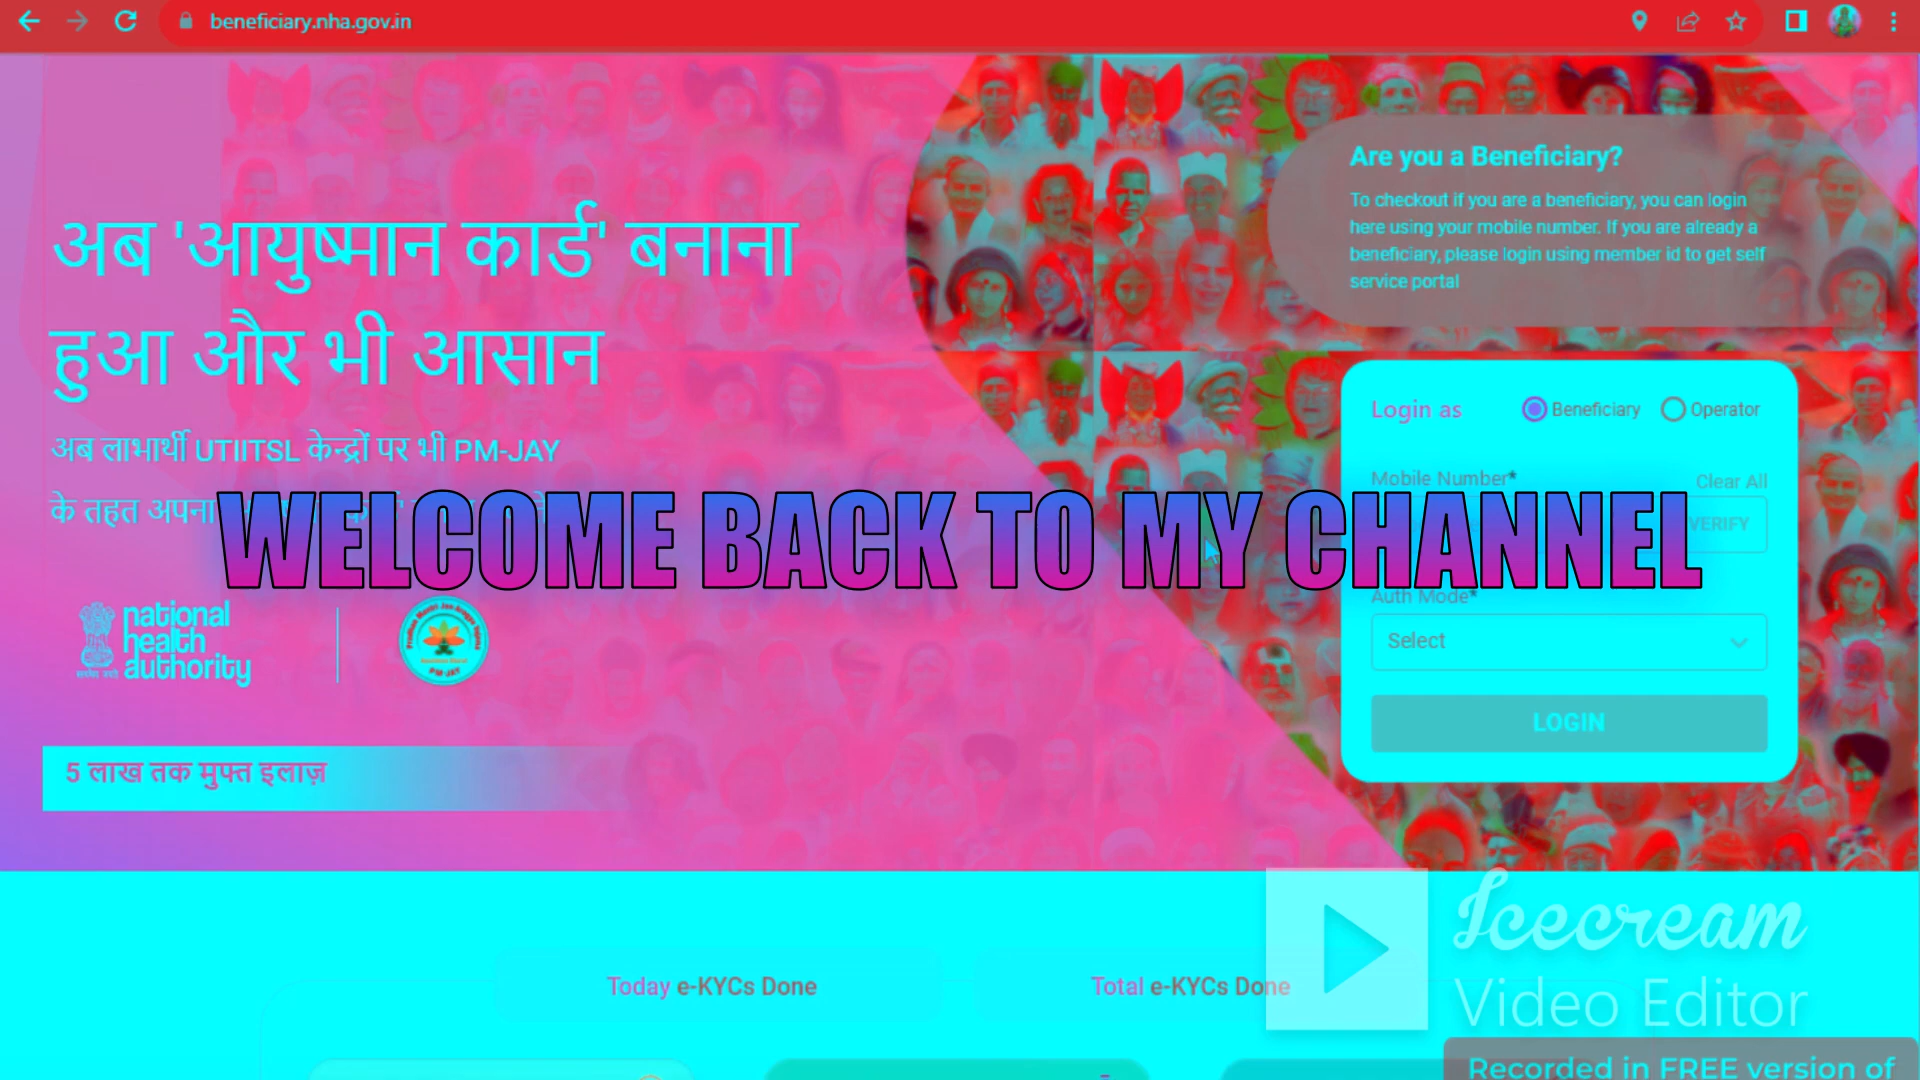 beneficiary.nha.gov.in
Are you a Beneficiary?
To checkout if you are a beneficiary, you can login
here using your mobile number. If you are already a
beneficiary, please login using member id to get self
service portal
अब 'आयुष्मान कार्ड' बनाना
हुआ और भी आसान
अब लाभार्थी UTIITSL केन्द्रों पर भी PM-JAY
के तहत अपना
WELCOME BACK TO MY CHANNEL
Login as Beneficiary Operator
Mobile Number* Clear All
VERIFY
Auth Mode*
Select
LOGIN
national
health
authority
PM-JAY
5 लाख तक मुफ्त इलाज़
Today e-KYCs Done
Total e-KYCs Done
Icecream
Video Editor
Recorded in FREE version of